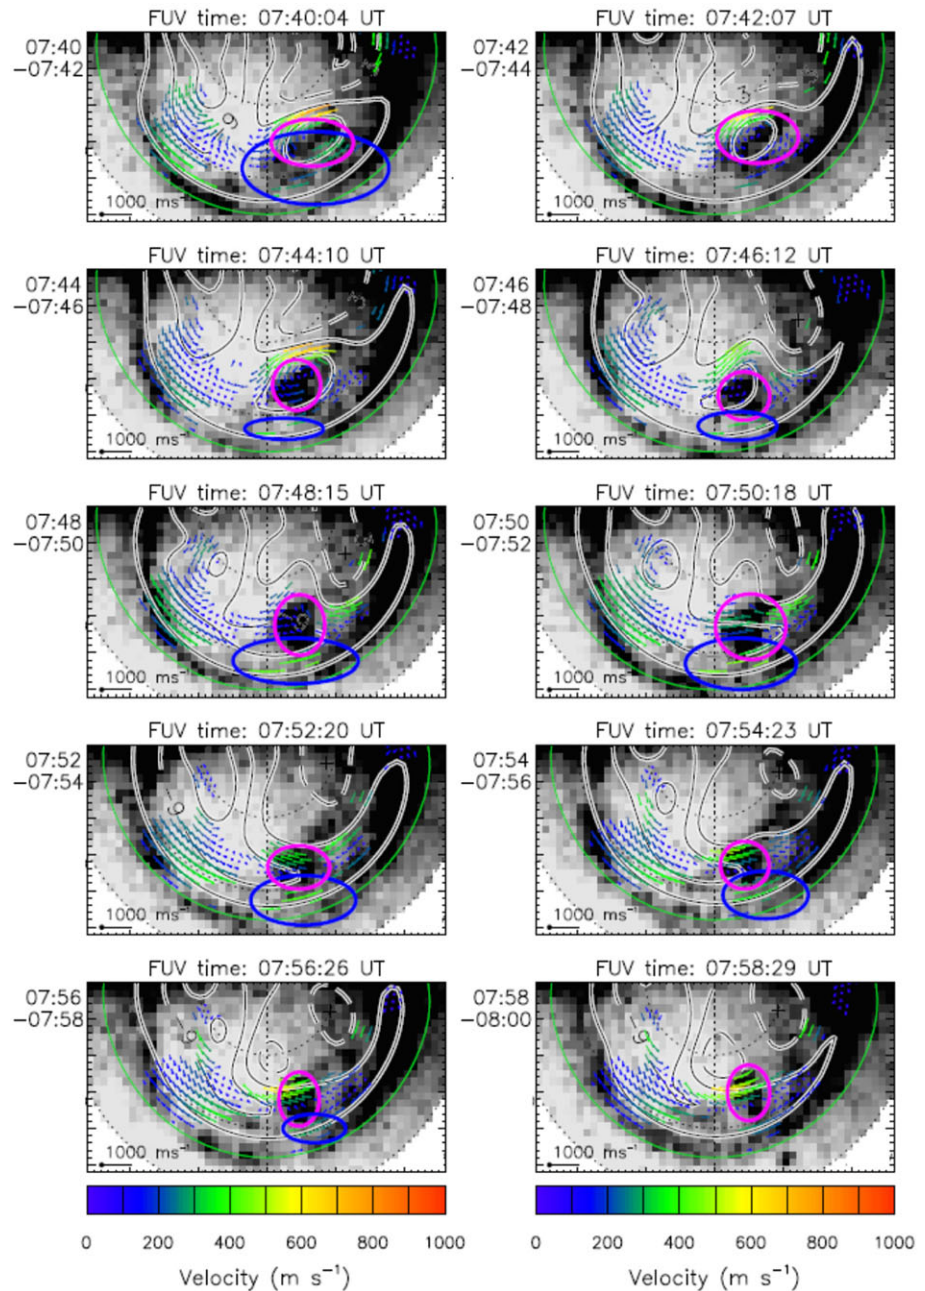 FUV time: 07:40:04 UT
07:40
-07:42
1000 ms⁻
FUV time: 07:42:07 UT
07:42
-07:44
3
1000 ms⁻¹
FUV time: 07:44:10 UT
07:44
-07:46
1000 ms⁻
FUV time: 07:46:12 UT
07:46
-07:48
1000 ms⁻¹
FUV time: 07:48:15 UT
07:48
-07:50
1000 ms⁻
FUV time: 07:50:18 UT
07:50
-07:52
1000 ms⁻¹
FUV time: 07:52:20 UT
07:52
-07:54
1000 ms⁻
FUV time: 07:54:23 UT
07:54
-07:56
1000 ms⁻¹
FUV time: 07:56:26 UT
07:56
-07:58
1000 ms⁻
FUV time: 07:58:29 UT
07:58
-08:00
1000 ms⁻¹
0 200 400 600 800 1000
Velocity (m s⁻¹)
0 200 400 600 800 1000
Velocity (m s⁻¹)